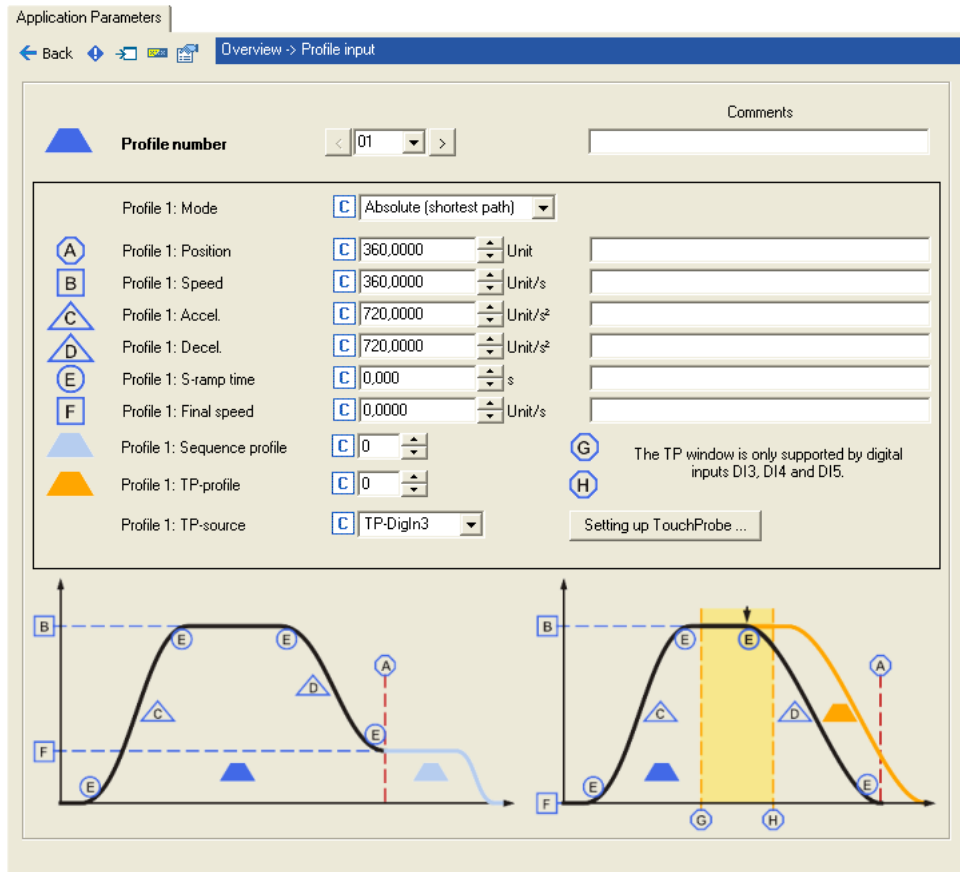 Application Parameters
Back
Overview -> Profile input
Comments
Profile number < 01 >
Profile 1: Mode C Absolute (shortest path)
A Profile 1: Position C 360,0000 Unit
B Profile 1: Speed C 360,0000 Unit/s
C Profile 1: Accel. C 720,0000 Unit/s²
D Profile 1: Decel. C 720,0000 Unit/s²
E Profile 1: S-ramp time C 0,000 s
F Profile 1: Final speed C 0,0000 Unit/s
Profile 1: Sequence profile C 0
G The TP window is only supported by digital
H inputs DI3, DI4 and DI5.
Profile 1: TP-profile C 0
Profile 1: TP-source C TP-DigIn3 Setting up TouchProbe ...
B E E A
C D
F E
E
B E E A
C D
E E
F
G H